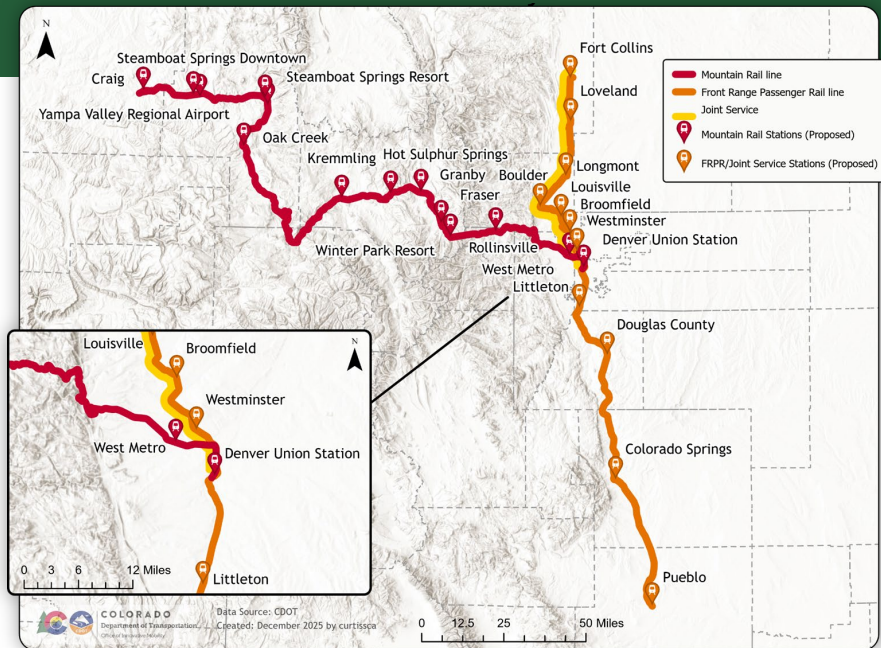 N
Fort Collins
Steamboat Springs Downtown
Craig
Steamboat Springs Resort
Loveland
Yampa Valley Regional Airport
Oak Creek
Kremmling
Hot Sulphur Springs
Granby
Fraser
Boulder
Longmont
Louisville
Broomfield
Westminster
Denver Union Station
Winter Park Resort
Rollinsville
West Metro
Littleton
Douglas County
Colorado Springs
Pueblo
Mountain Rail line
Front Range Passenger Rail line
Joint Service
Mountain Rail Stations (Proposed)
FRPR/Joint Service Stations (Proposed)
Louisville
Broomfield
N
Westminster
West Metro
Denver Union Station
Littleton
0 3 6 12 Miles
COLORADO
Department of Transportation
Data Source: CDOT
Created: December 2025 by curtissca
0 12.5 25 50 Miles